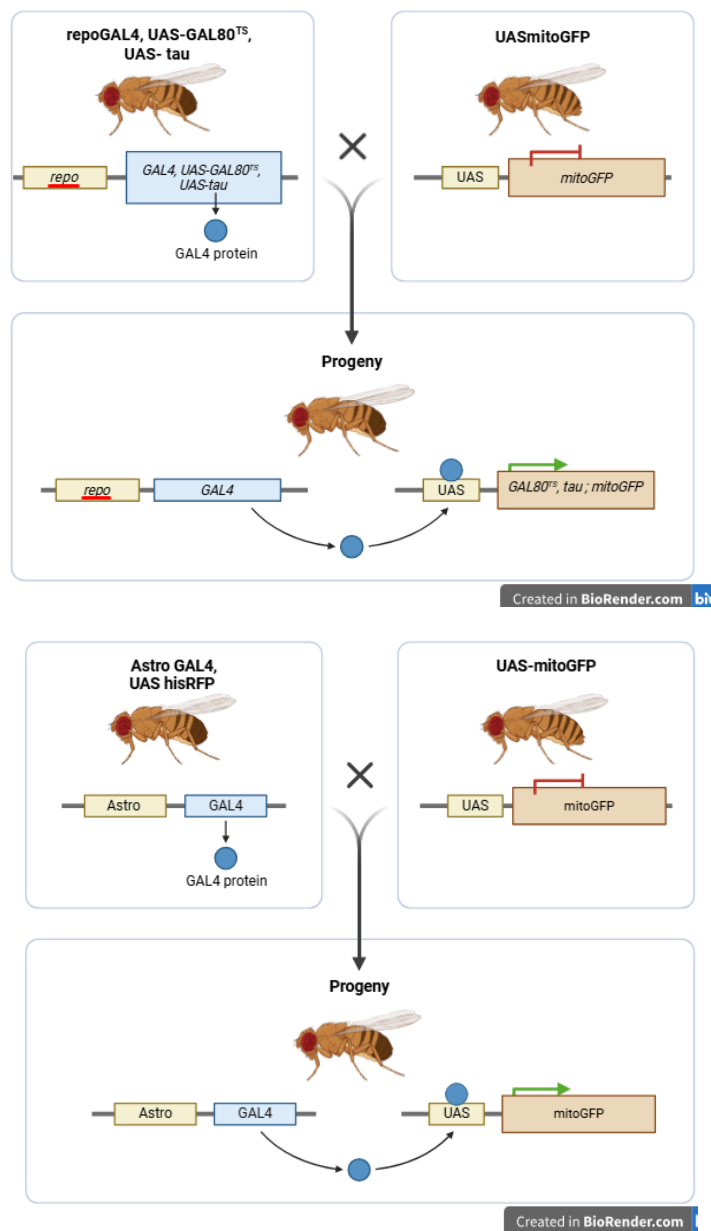 repoGAL4, UAS-GAL80TS,
UAS- tau
UASmitoGFP
repo
GAL4, UAS-GAL80TS,
UAS-tau
GAL4 protein
UAS
mitoGFP
Progeny
repo
GAL4
UAS
GAL80TS, tau ; mitoGFP
Created in BioRender.com
Astro GAL4,
UAS hisRFP
UAS-mitoGFP
Astro
GAL4
GAL4 protein
UAS
mitoGFP
Progeny
Astro
GAL4
UAS
mitoGFP
Created in BioRender.com